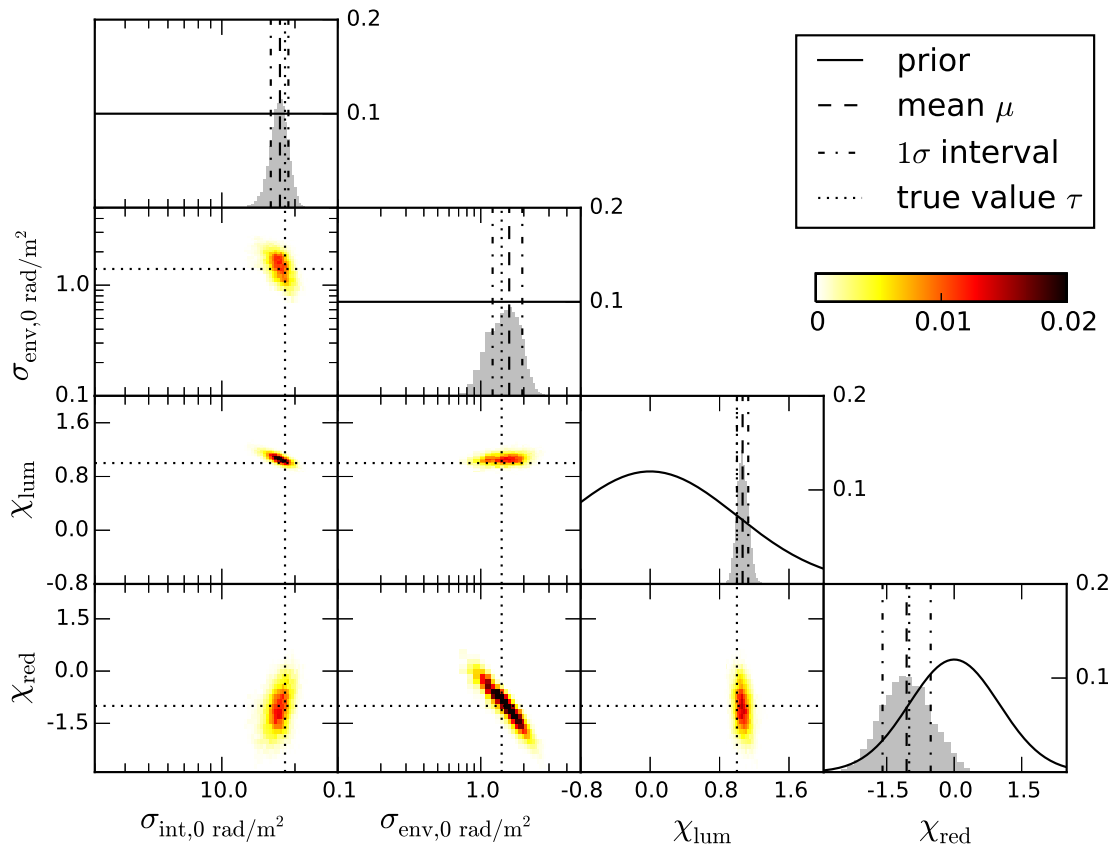 0.2
prior
mean μ
0.1
1σ interval
true value τ
0.2
σenv,0 rad/m²
1.0
0.1
0 0.01 0.02
0.1
0.2
1.6
χlum
0.8
0.1
0.0
-0.8
0.2
1.5
χred
0.0
0.1
-1.5
10.0 0.1 1.0 -0.8 0.0 0.8 1.6 -1.5 0.0 1.5
σint,0 rad/m² σenv,0 rad/m² χlum χred